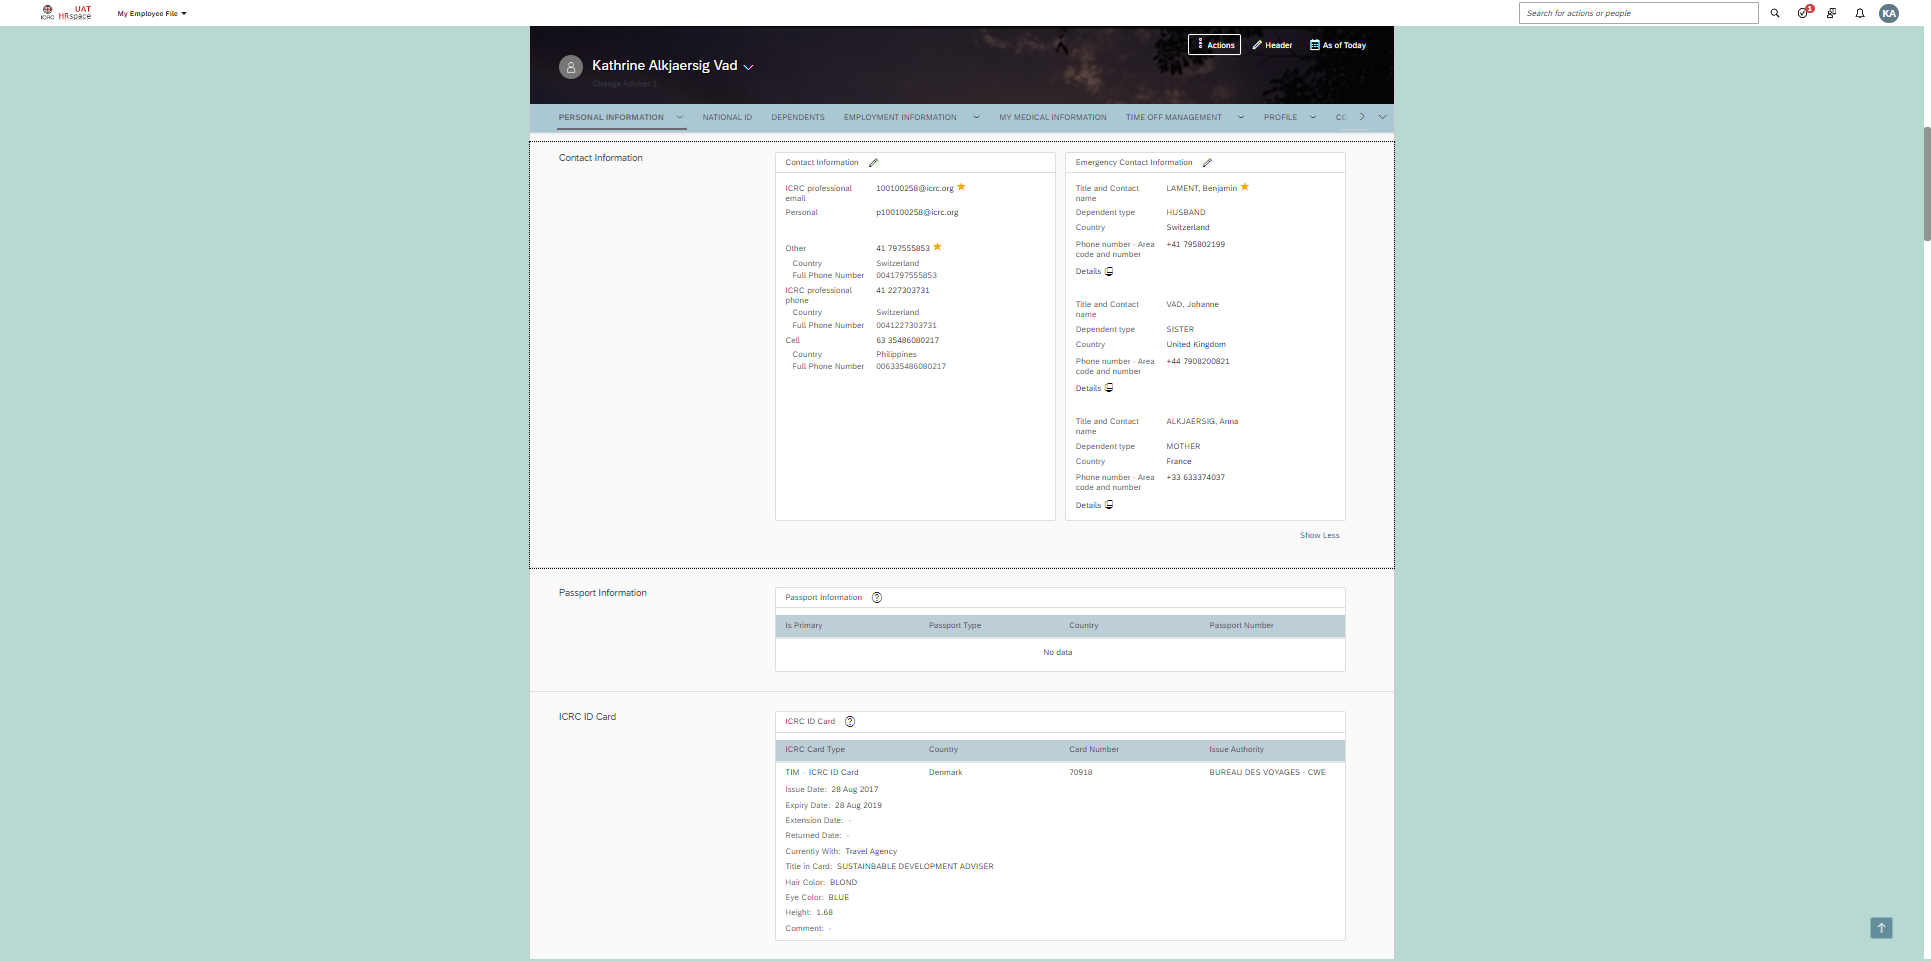 UAT
ICRC HRspace
My Employee File
Search for actions or people
1
KA
Actions
Header
As of Today
Kathrine Alkjaersig Vad
Change Adviser 1
PERSONAL INFORMATION
NATIONAL ID
DEPENDENTS
EMPLOYMENT INFORMATION
MY MEDICAL INFORMATION
TIME OFF MANAGEMENT
PROFILE
CO
Contact Information
Contact Information
ICRC professional
email
100100258@icrc.org
Personal
p100100258@icrc.org
Other
41 797555853
Country
Switzerland
Full Phone Number
0041797555853
ICRC professional
phone
41 227303731
Country
Switzerland
Full Phone Number
0041227303731
Cell
63 35486080217
Country
Philippines
Full Phone Number
006335486080217
Emergency Contact Information
Title and Contact
name
LAMENT, Benjamin
Dependent type
HUSBAND
Country
Switzerland
Phone number - Area
code and number
+41 795802199
Details
Title and Contact
name
VAD, Johanne
Dependent type
SISTER
Country
United Kingdom
Phone number - Area
code and number
+44 7908200821
Details
Title and Contact
name
ALKJAERSIG, Anna
Dependent type
MOTHER
Country
France
Phone number - Area
code and number
+33 633374037
Details
Show Less
Passport Information
Passport Information
Is Primary
Passport Type
Country
Passport Number
No data
ICRC ID Card
ICRC ID Card
ICRC Card Type
Country
Card Number
Issue Authority
TIM - ICRC ID Card
Denmark
70918
BUREAU DES VOYAGES - CWE
Issue Date: 28 Aug 2017
Expiry Date: 28 Aug 2019
Extension Date: -
Returned Date: -
Currently With: Travel Agency
Title in Card: SUSTAINBABLE DEVELOPMENT ADVISER
Hair Color: BLOND
Eye Color: BLUE
Height: 1.68
Comment: -